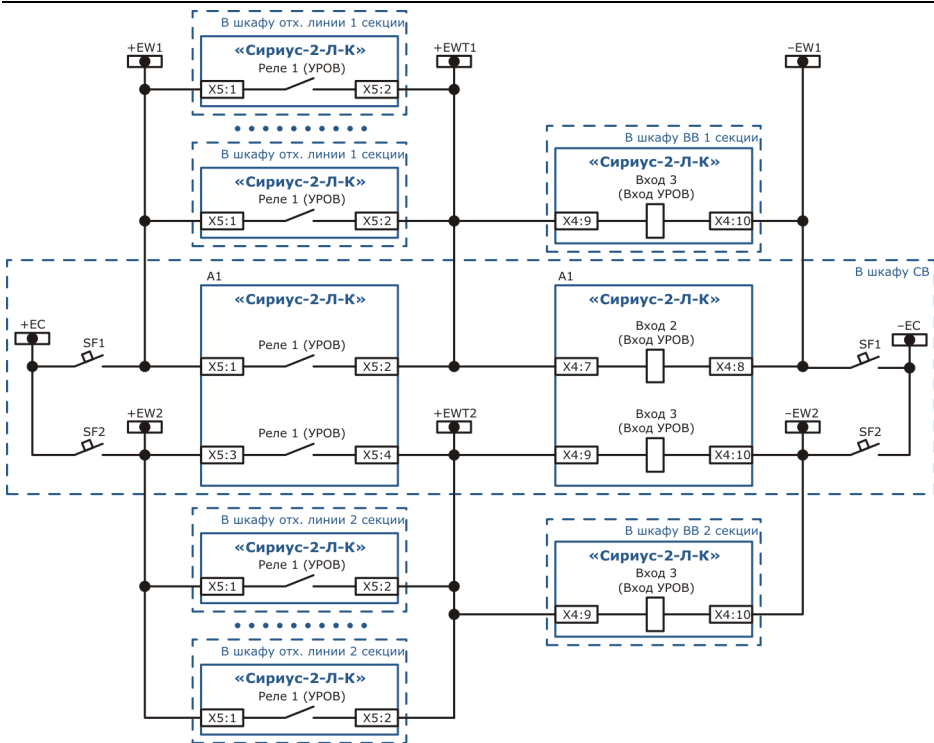 В шкафу отх. линии 1 секции
+EW1
«Сириус-2-Л-К»
+EWT1
–EW1
Реле 1 (УРОВ)
X5:1
X5:2
В шкафу отх. линии 1 секции
«Сириус-2-Л-К»
Реле 1 (УРОВ)
X5:1
X5:2
В шкафу ВВ 1 секции
«Сириус-2-Л-К»
Вход 3
(Вход УРОВ)
X4:9
X4:10
В шкафу СВ
A1
«Сириус-2-Л-К»
A1
«Сириус-2-Л-К»
+EC
SF1
Реле 1 (УРОВ)
X5:1
X5:2
Вход 2
(Вход УРОВ)
X4:7
X4:8
SF1
–EC
+EW2
SF2
Реле 1 (УРОВ)
X5:3
X5:4
+EWT2
Вход 3
(Вход УРОВ)
X4:9
X4:10
–EW2
SF2
В шкафу отх. линии 2 секции
«Сириус-2-Л-К»
Реле 1 (УРОВ)
X5:1
X5:2
В шкафу ВВ 2 секции
«Сириус-2-Л-К»
Вход 3
(Вход УРОВ)
X4:9
X4:10
В шкафу отх. линии 2 секции
«Сириус-2-Л-К»
Реле 1 (УРОВ)
X5:1
X5:2